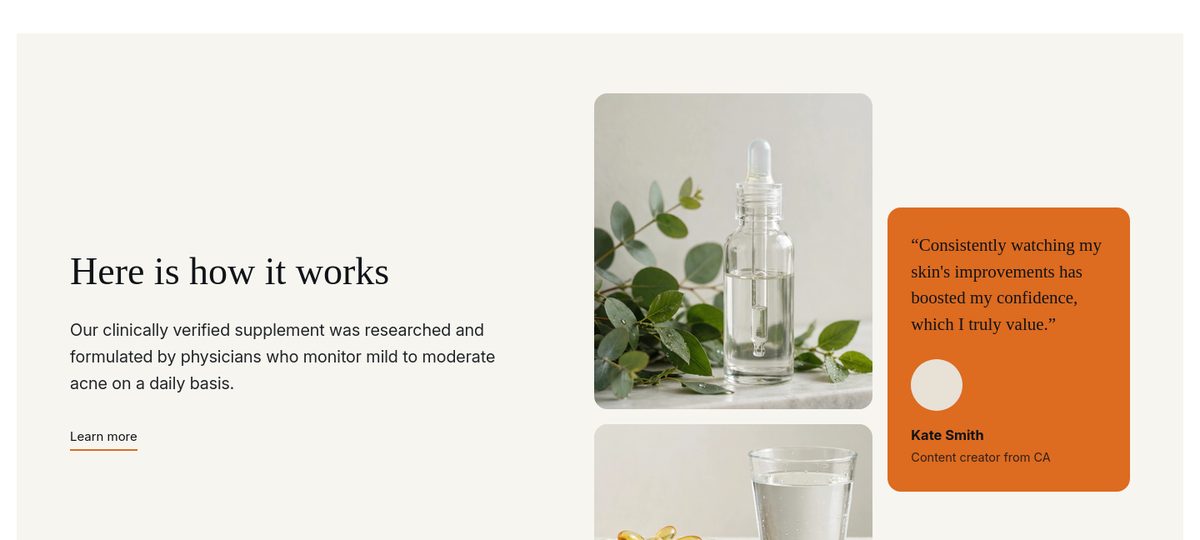 Here is how it works
Our clinically verified supplement was researched and
formulated by physicians who monitor mild to moderate
acne on a daily basis.
Learn more
“Consistently watching my
skin's improvements has
boosted my confidence,
which I truly value.”
Kate Smith
Content creator from CA